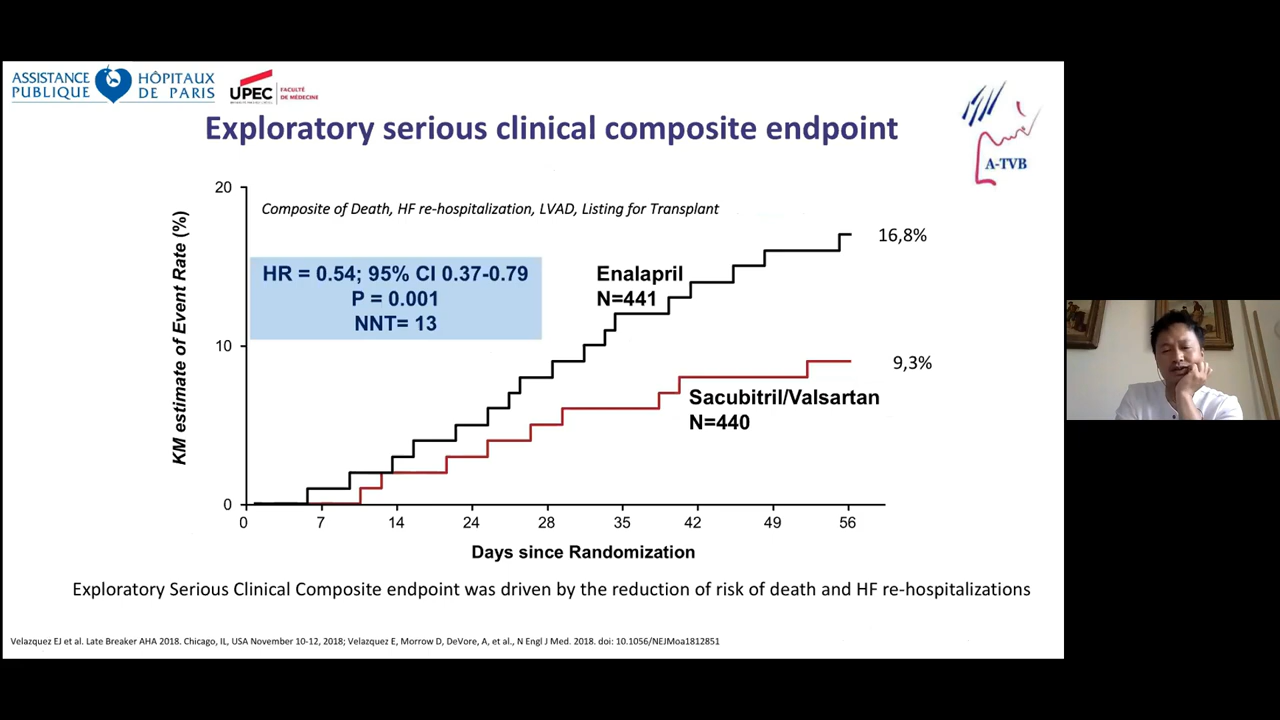 ASSISTANCE
PUBLIQUE
HÔPITAUX
DE PARIS
UPEC
FACULTÉ
DE MÉDECINE
A-TVB
Exploratory serious clinical composite endpoint
20
10
0
KM estimate of Event Rate (%)
Composite of Death, HF re-hospitalization, LVAD, Listing for Transplant
HR = 0.54; 95% CI 0.37-0.79
P = 0.001
NNT= 13
Enalapril
N=441
16,8%
9,3%
Sacubitril/Valsartan
N=440
0 7 14 24 28 35 42 49 56
Days since Randomization
Exploratory Serious Clinical Composite endpoint was driven by the reduction of risk of death and HF re-hospitalizations
Velazquez EJ et al. Late Breaker AHA 2018. Chicago, IL, USA November 10-12, 2018; Velazquez E, Morrow D, DeVore, A, et al., N Engl J Med. 2018. doi: 10.1056/NEJMoa1812851